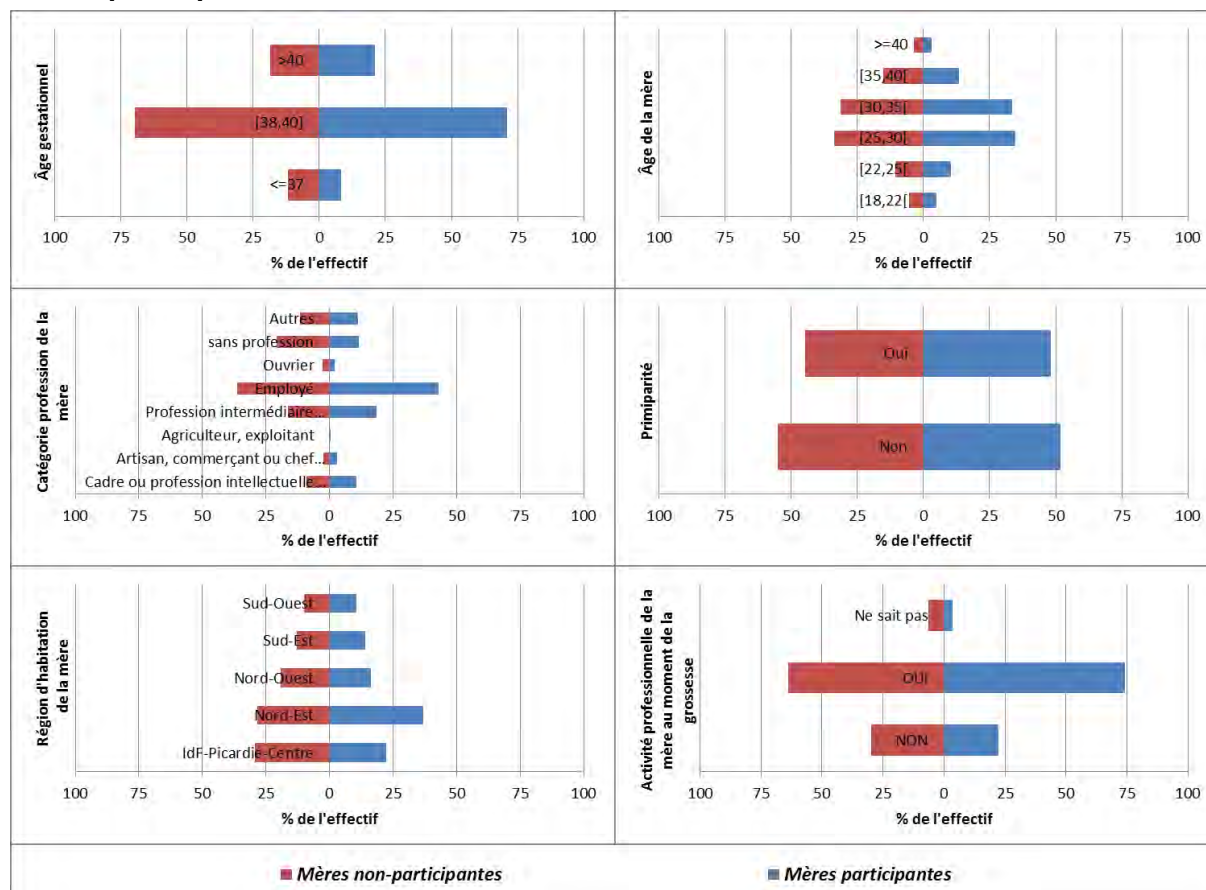 Âge gestationnel
>40
[38,40]
<=37
100 75 50 25 0 25 50 75 100
% de l'effectif
Âge de la mère
>=40
[35,40[
[30,35[
[25,30[
[22,25[
[18,22[
100 75 50 25 0 25 50 75 100
% de l'effectif
Catégorie profession de la
mère
Autres
sans profession
Ouvrier
Employé
Profession intermédiaire...
Agriculteur, exploitant
Artisan, commerçant ou chef...
Cadre ou profession intellectuelle...
100 75 50 25 0 25 50 75 100
% de l'effectif
Primiparité
Oui
Non
100 75 50 25 0 25 50 75 100
% de l'effectif
Région d'habitation
de la mère
Sud-Ouest
Sud-Est
Nord-Ouest
Nord-Est
IdF-Picardie-Centre
100 75 50 25 0 25 50 75 100
% de l'effectif
Activité professionnelle de la
mère au moment de la
grossesse
Ne sait pas
OUI
NON
100 75 50 25 0 25 50 75 100
% de l'effectif
Mères non-participantes
Mères participantes